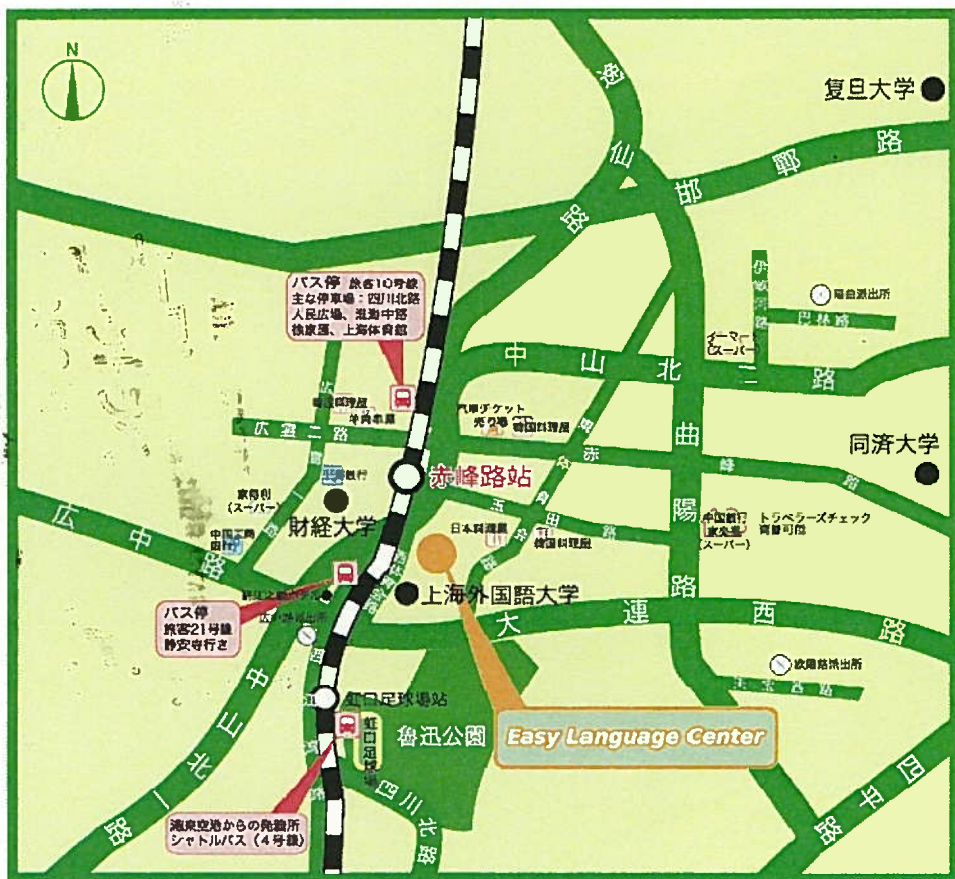 N
复旦大学
逸仙路
邯鄲路
バス停 旅客10号線
主な停車場：四川北路
人民広場、淮海中路
徐家匯、上海体育館
伊敏河路
陽曲派出所
巴林路
イーマート
(スーパー)
中山北二路
韓国料理屋
汽車チケット
売り場
韓国料理屋
広霊二路
赤峰路
曲陽路
同済大学
赤峰路站
銀行
家得利
(スーパー)
財経大学
日本料理屋
韓国料理屋
中国銀行
トラベラーズチェック
両替可能
(スーパー)
広中路
中国工商
銀行
上海外国語大学
バス停
旅客21号線
静安寺行き
大連西路
欧陽路派出所
虹口足球場站
虹口足球場
魯迅公園
Easy Language Center
中山北一路
四川北路
四平路
浦東空港からの発着所
シャトルバス（4号線）